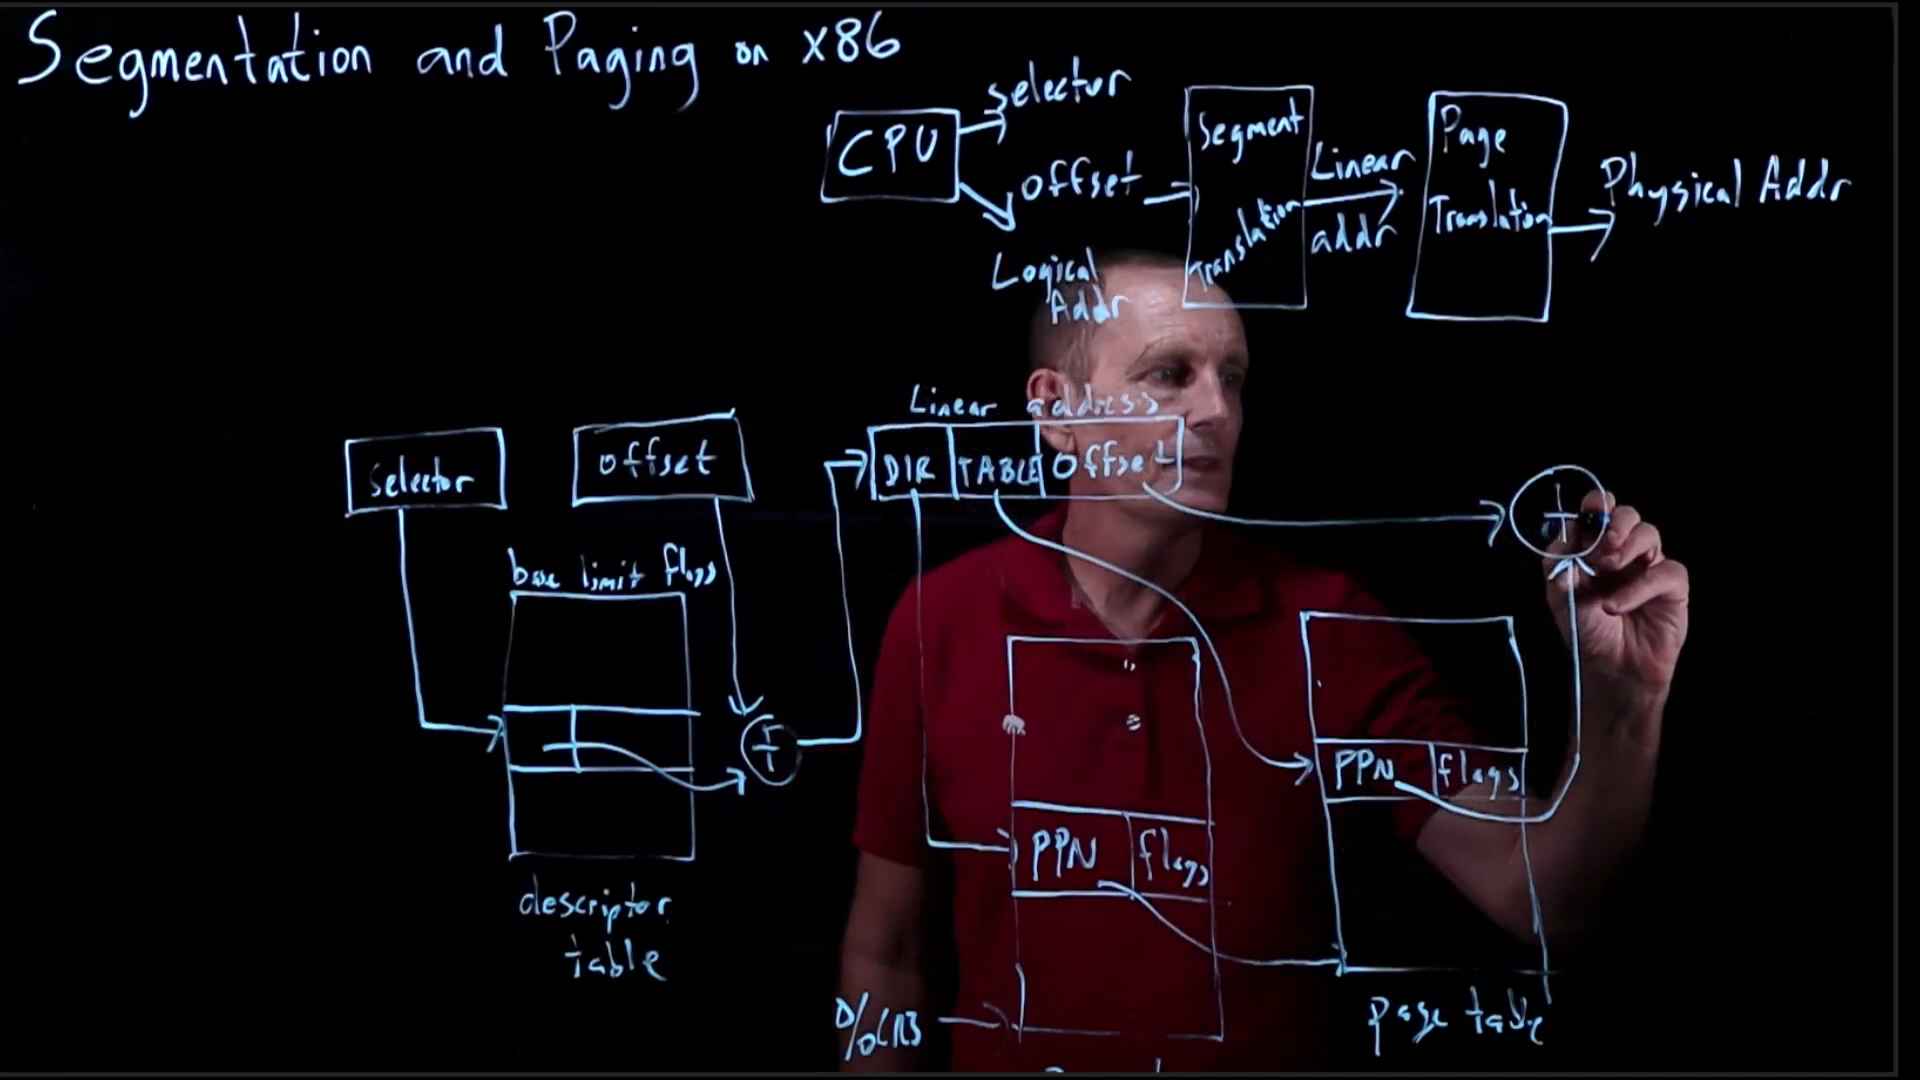 Segmentation and Paging on x86
selector
CPU
offset
Logical
Addr
Segment
Translation
Linear
addr
Page
Translation
Physical Addr
Linear address
selector
offset
DIR TABLE Offset
+
base limit flags
+
PPN flags
PPN flags
descriptor
table
%CR3
page table